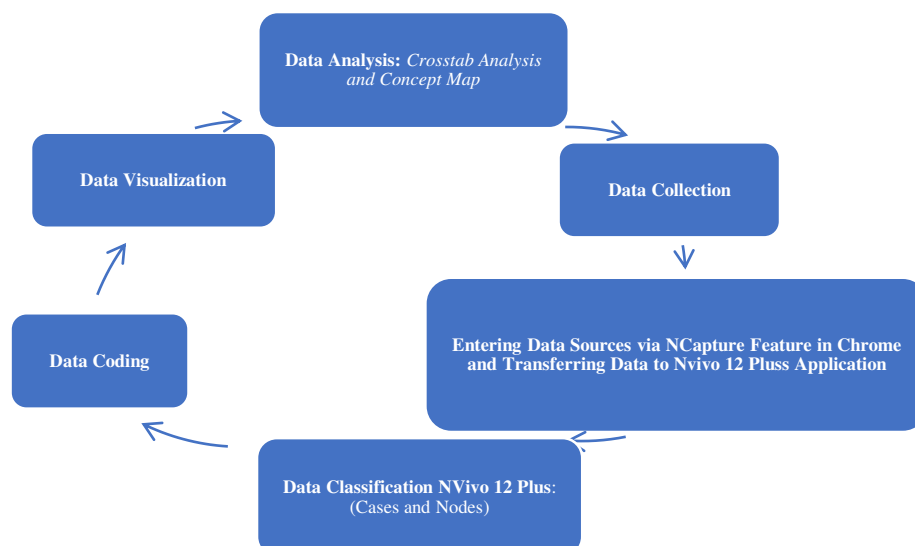 Data Analysis: Crosstab Analysis
and Concept Map
Data Collection
Entering Data Sources via NCapture Feature in Chrome
and Transferring Data to Nvivo 12 Pluss Application
Data Classification NVivo 12 Plus:
(Cases and Nodes)
Data Coding
Data Visualization